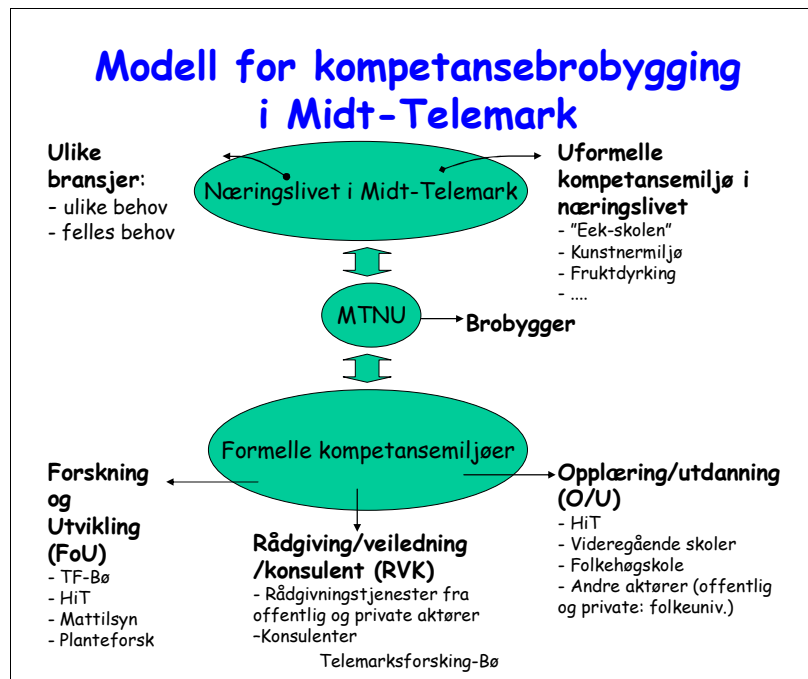 Modell for kompetansebrobygging
i Midt-Telemark
Ulike
bransjer:
- ulike behov
- felles behov
Næringslivet i Midt-Telemark
Uformelle
kompetansemiljø i
næringslivet
- ”Eek-skolen”
- Kunstnermiljø
- Fruktdyrking
- ....
MTNU
Brobygger
Formelle kompetansemiljøer
Forskning
og
Utvikling
(FoU)
- TF-Bø
- HiT
- Mattilsyn
- Planteforsk
Rådgiving/veiledning
/konsulent (RVK)
- Rådgivningstjenester fra
offentlig og private aktører
–Konsulenter
Opplæring/utdanning
(O/U)
- HiT
- Videregående skoler
- Folkehøgskole
- Andre aktører (offentlig
og private: folkeuniv.)
Telemarksforsking-Bø